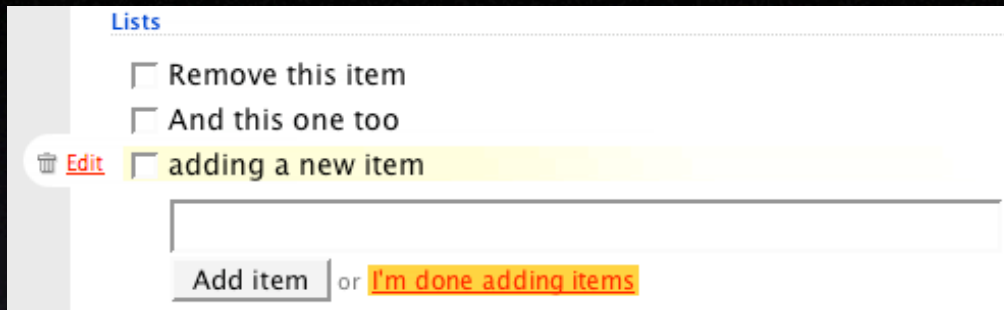 Lists
Remove this item
And this one too
Edit adding a new item
Add item or I'm done adding items